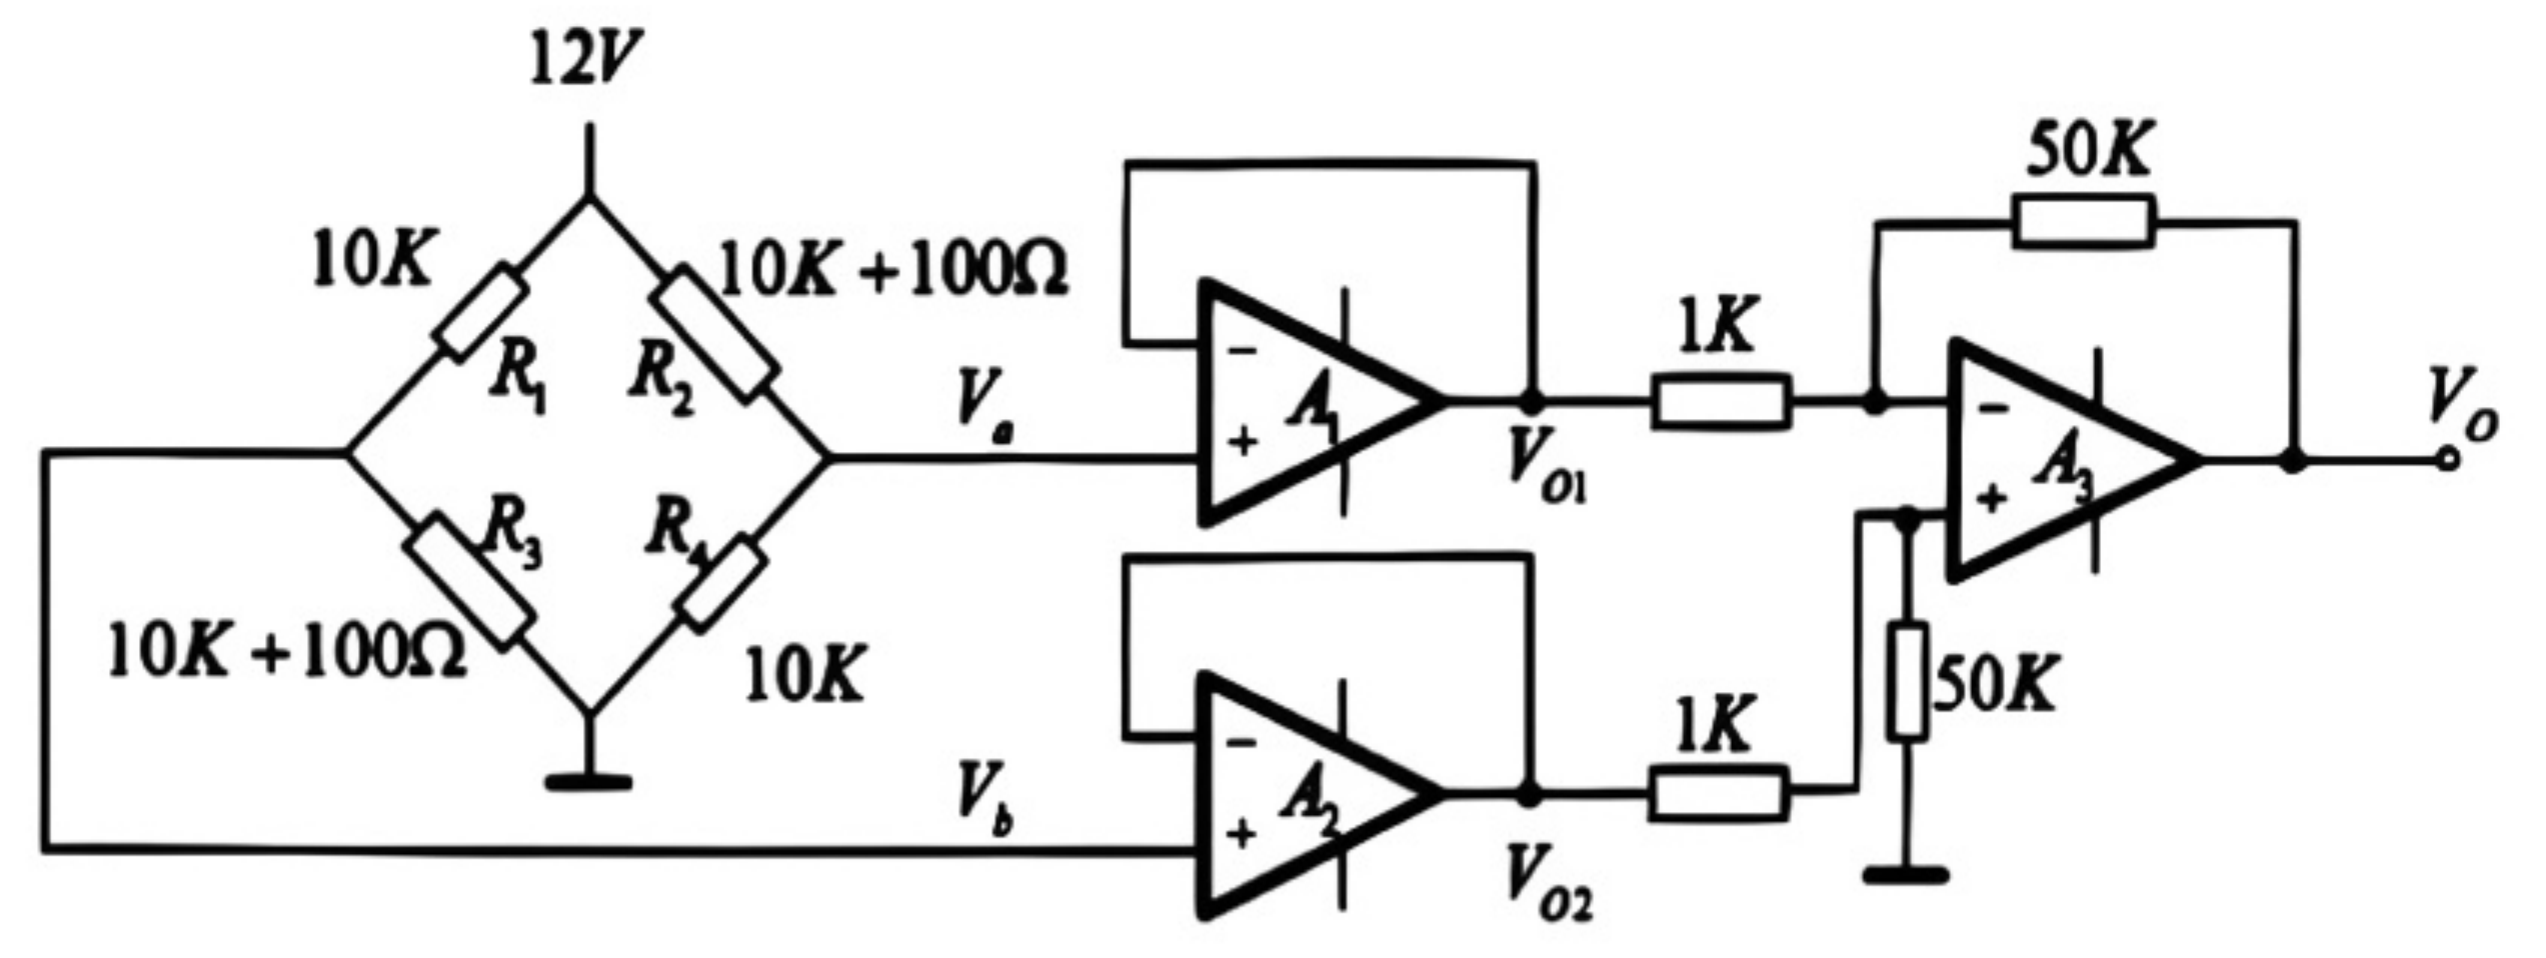 12V
10K
10K+100Ω
R1
R2
R3
R4
10K+100Ω
10K
Va
Vb
−
+
A1
VO1
−
+
A2
VO2
1K
1K
50K
−
+
A3
50K
VO